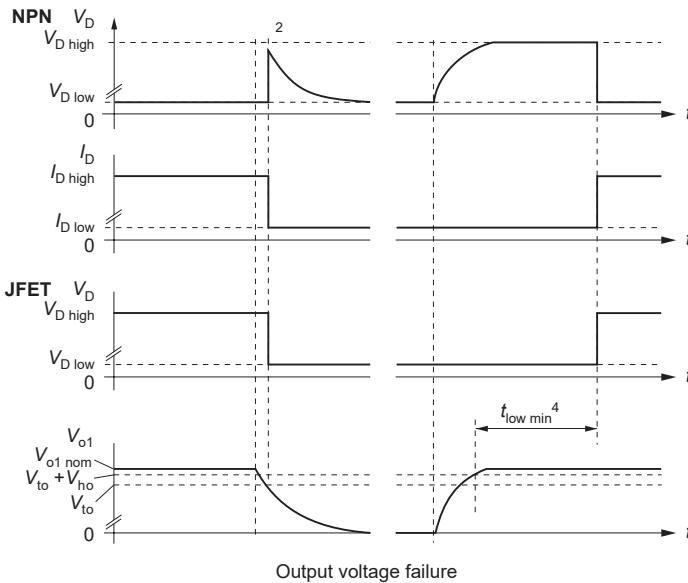 NPN V_D
2
V_D high
V_D low
0
t
I_D
I_D high
I_D low
0
t
JFET V_D
V_D high
V_D low
0
t
t_low min^4
V_o1
V_o1 nom
V_to + V_ho
V_to
0
t
Output voltage failure